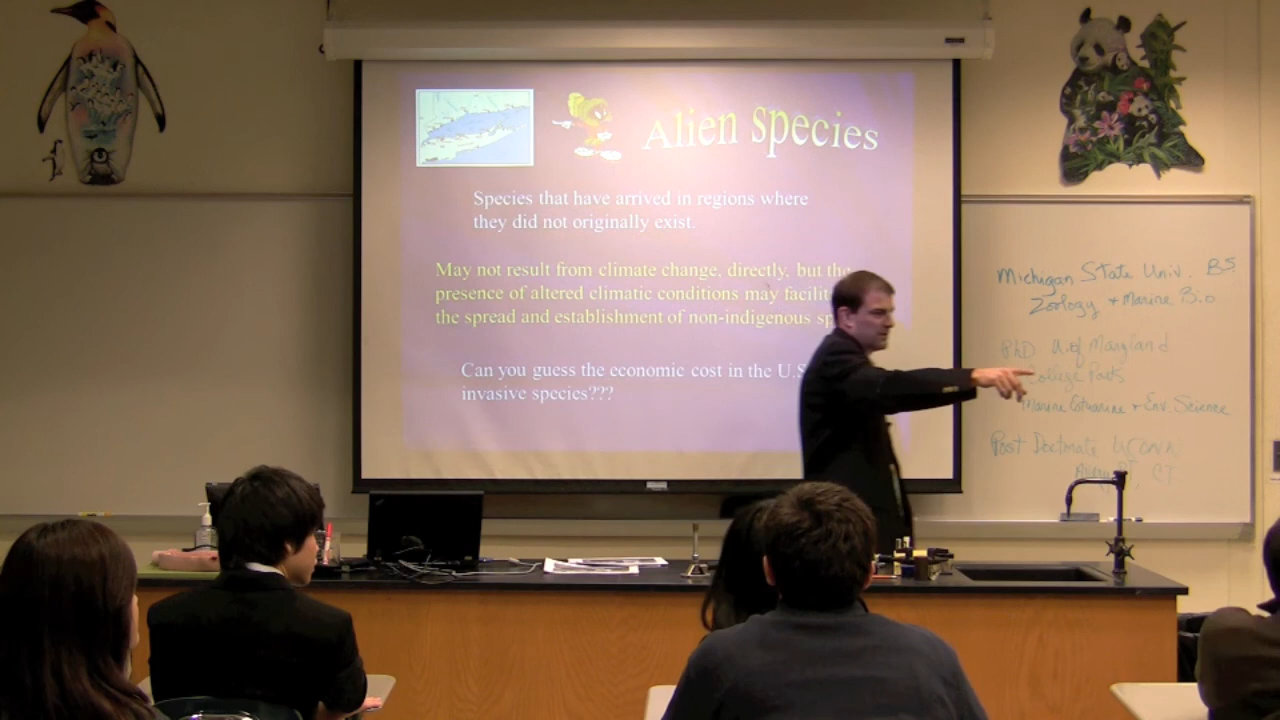 Alien Species
Species that have arrived in regions where
they did not originally exist.
May not result from climate change, directly, but the
presence of altered climatic conditions may facilit
the spread and establishment of non-indigenous sp
Can you guess the economic cost in the U.S
invasive species???
Michigan State Univ. BS
Zoology + Marine Bio
PhD U. of Maryland
College Park
Marine Estuarine + Env. Science
Post Doctorate UConn
CT